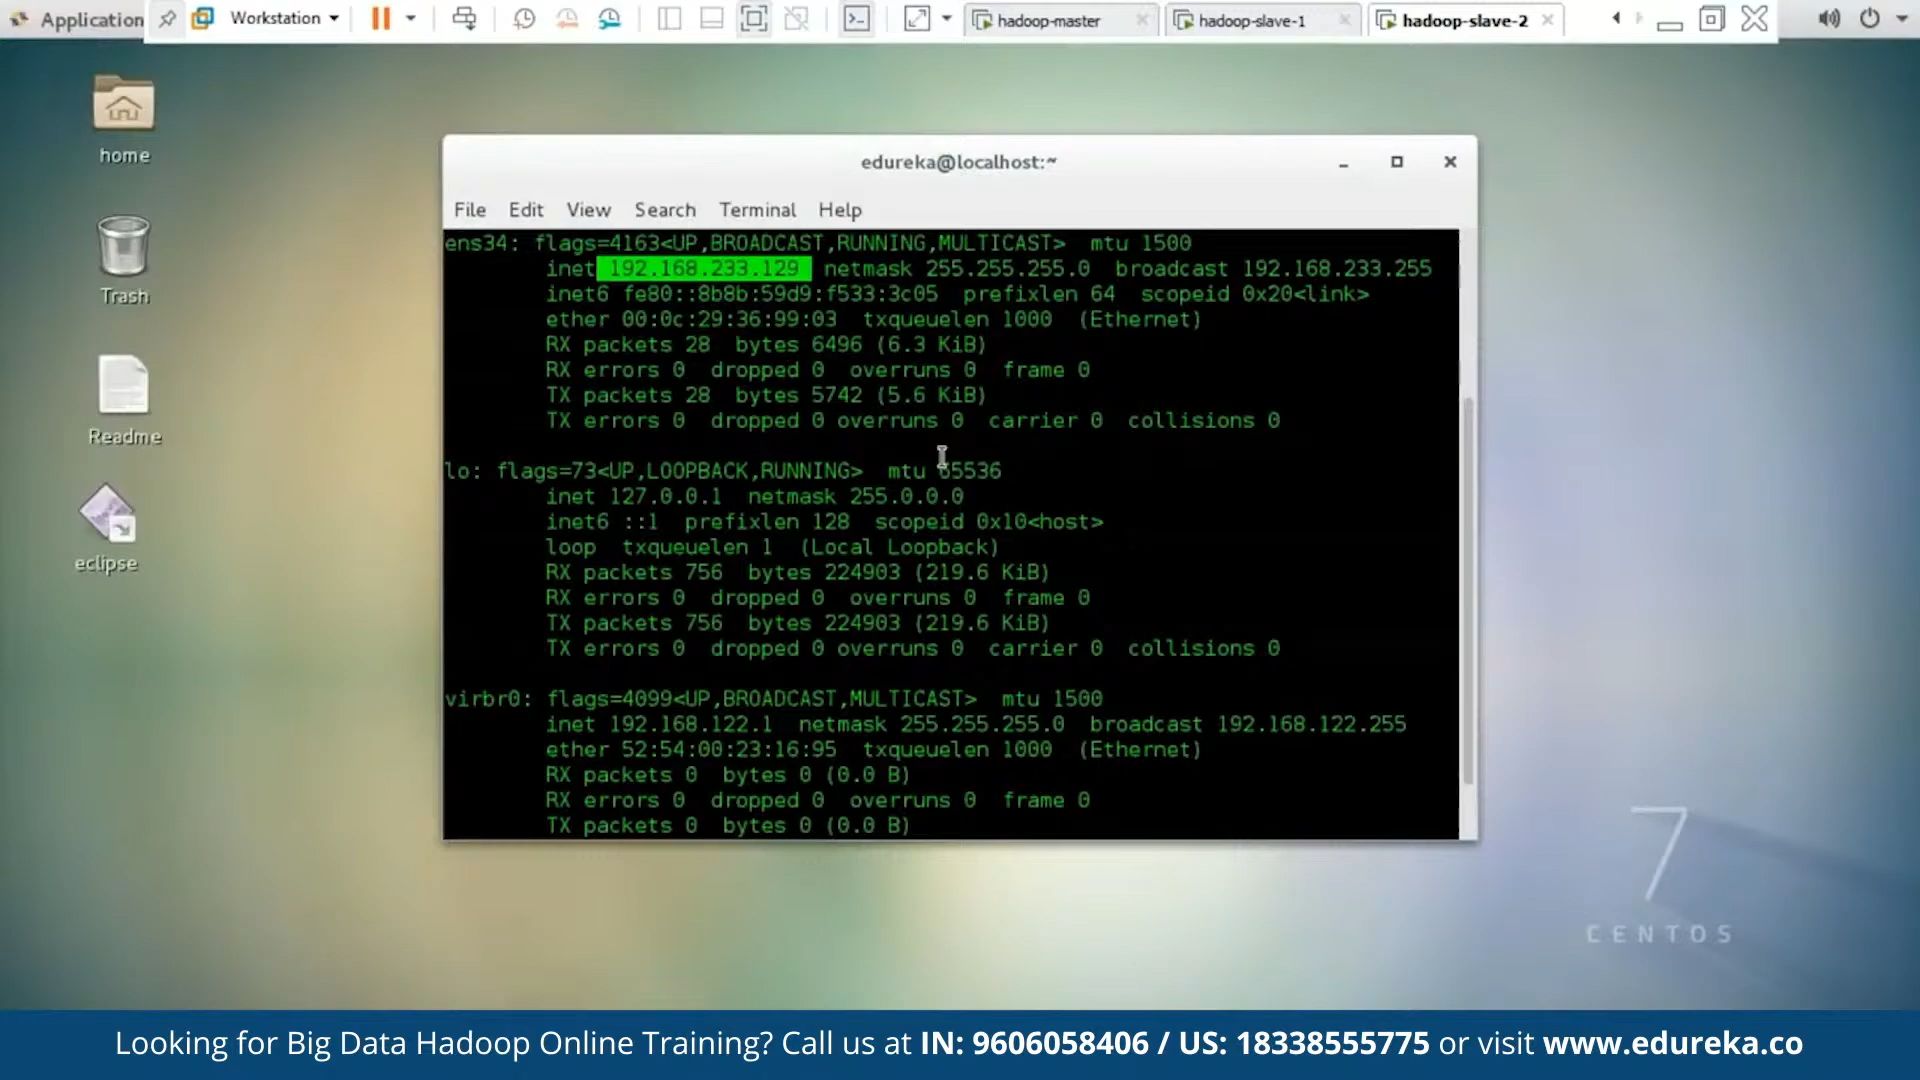 Application
Workstation
hadoop-master
hadoop-slave-1
hadoop-slave-2
home
Trash
Readme
eclipse
edureka@localhost:~
File Edit View Search Terminal Help
ens34: flags=4163<UP,BROADCAST,RUNNING,MULTICAST>  mtu 1500
inet 192.168.233.129  netmask 255.255.255.0  broadcast 192.168.233.255
inet6 fe80::8b8b:59d9:f533:3c05  prefixlen 64  scopeid 0x20<link>
ether 00:0c:29:36:99:03  txqueuelen 1000  (Ethernet)
RX packets 28  bytes 6496 (6.3 KiB)
RX errors 0  dropped 0  overruns 0  frame 0
TX packets 28  bytes 5742 (5.6 KiB)
TX errors 0  dropped 0 overruns 0  carrier 0  collisions 0
lo: flags=73<UP,LOOPBACK,RUNNING>  mtu 65536
inet 127.0.0.1  netmask 255.0.0.0
inet6 ::1  prefixlen 128  scopeid 0x10<host>
loop  txqueuelen 1  (Local Loopback)
RX packets 756  bytes 224903 (219.6 KiB)
RX errors 0  dropped 0  overruns 0  frame 0
TX packets 756  bytes 224903 (219.6 KiB)
TX errors 0  dropped 0 overruns 0  carrier 0  collisions 0
virbr0: flags=4099<UP,BROADCAST,MULTICAST>  mtu 1500
inet 192.168.122.1  netmask 255.255.255.0  broadcast 192.168.122.255
ether 52:54:00:23:16:95  txqueuelen 1000  (Ethernet)
RX packets 0  bytes 0 (0.0 B)
RX errors 0  dropped 0  overruns 0  frame 0
TX packets 0  bytes 0 (0.0 B)
7
CENTOS
Looking for Big Data Hadoop Online Training? Call us at IN: 9606058406 / US: 18338555775 or visit www.edureka.co